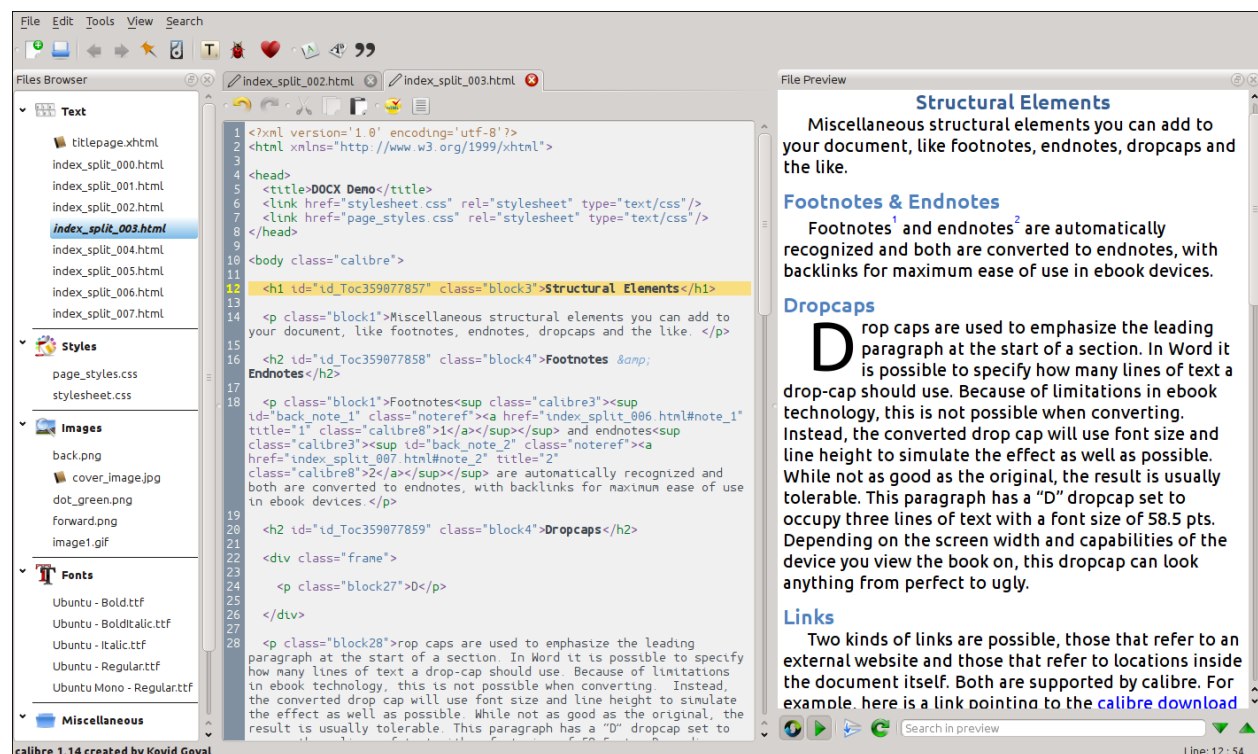 File Edit Tools View Search
Files Browser
Text
titlepage.xhtml
index_split_000.html
index_split_001.html
index_split_002.html
index_split_003.html
index_split_004.html
index_split_005.html
index_split_006.html
index_split_007.html
Styles
page_styles.css
stylesheet.css
Images
back.png
cover_image.jpg
dot_green.png
forward.png
image1.gif
Fonts
Ubuntu - Bold.ttf
Ubuntu - BoldItalic.ttf
Ubuntu - Italic.ttf
Ubuntu - Regular.ttf
Ubuntu Mono - Regular.ttf
Miscellaneous
index_split_002.html index_split_003.html
1 <?xml version='1.0' encoding='utf-8'?>
2 <html xmlns="http://www.w3.org/1999/xhtml">
3
4 <head>
5 <title>DOCX Demo</title>
6 <link href="stylesheet.css" rel="stylesheet" type="text/css"/>
7 <link href="page_styles.css" rel="stylesheet" type="text/css"/>
8 </head>
9
10 <body class="calibre">
11
12 <h1 id="id_Toc359077857" class="block3">Structural Elements</h1>
13
14 <p class="block1">Miscellaneous structural elements you can add to
your document, like footnotes, endnotes, dropcaps and the like. </p>
15
16 <h2 id="id_Toc359077858" class="block4">Footnotes &amp;
Endnotes</h2>
17
18 <p class="block1">Footnotes<sup class="calibre3"><sup
id="back_note_1" class="noteref"><a href="index_split_006.html#note_1"
title="1" class="calibre8">1</a></sup></sup> and endnotes<sup
class="calibre3"><sup id="back_note_2" class="noteref"><a
href="index_split_007.html#note_2" title="2"
class="calibre8">2</a></sup></sup> are automatically recognized and
both are converted to endnotes, with backlinks for maximum ease of use
in ebook devices.</p>
19
20 <h2 id="id_Toc359077859" class="block4">Dropcaps</h2>
21
22 <div class="frame">
23
24 <p class="block27">D</p>
25
26 </div>
27
28 <p class="block28">rop caps are used to emphasize the leading
paragraph at the start of a section. In Word it is possible to specify
how many lines of text a drop-cap should use. Because of limitations
in ebook technology, this is not possible when converting. Instead,
the converted drop cap will use font size and line height to simulate
the effect as well as possible. While not as good as the original, the
result is usually tolerable. This paragraph has a "D" dropcap set to
File Preview
Structural Elements
Miscellaneous structural elements you can add to
your document, like footnotes, endnotes, dropcaps and
the like.
Footnotes & Endnotes
Footnotes1 and endnotes2 are automatically
recognized and both are converted to endnotes, with
backlinks for maximum ease of use in ebook devices.
Dropcaps
Drop caps are used to emphasize the leading
paragraph at the start of a section. In Word it
is possible to specify how many lines of text a
drop-cap should use. Because of limitations in ebook
technology, this is not possible when converting.
Instead, the converted drop cap will use font size and
line height to simulate the effect as well as possible.
While not as good as the original, the result is usually
tolerable. This paragraph has a “D” dropcap set to
occupy three lines of text with a font size of 58.5 pts.
Depending on the screen width and capabilities of the
device you view the book on, this dropcap can look
anything from perfect to ugly.
Links
Two kinds of links are possible, those that refer to an
external website and those that refer to locations inside
the document itself. Both are supported by calibre. For
example, here is a link pointing to the calibre download
Search in preview
calibre 1.14 created by Kovid Goyal
Line: 12 : 54